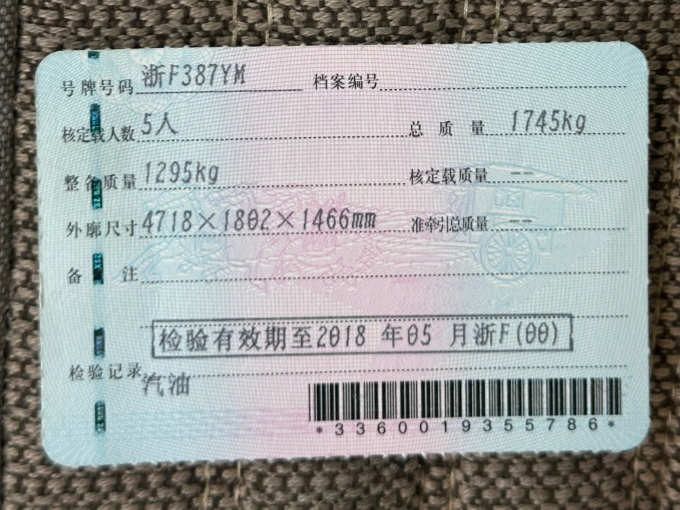 号牌号码 浙F387YM 档案编号
核定载人数 5人 总质量 1745kg
整备质量 1295kg 核定载质量 --
外廓尺寸 4718×1802×1466mm 准牵引总质量 --
备注
检验有效期至2018 年05 月浙F(00)
检验记录 汽油
*3360019355786*